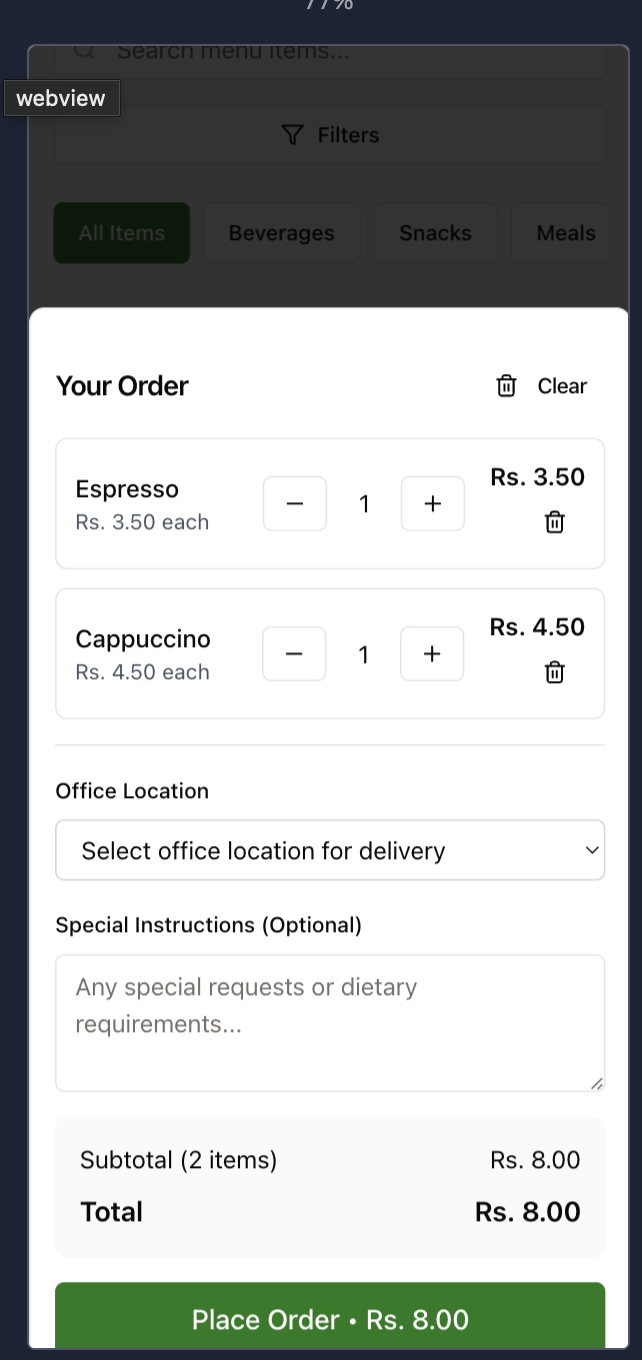 77%
Search menu items...
webview
Filters
All Items Beverages Snacks Meals
Your Order Clear
Espresso
Rs. 3.50 each
1
Rs. 3.50
Cappuccino
Rs. 4.50 each
1
Rs. 4.50
Office Location
Select office location for delivery
Special Instructions (Optional)
Any special requests or dietary
requirements...
Subtotal (2 items) Rs. 8.00
Total Rs. 8.00
Place Order • Rs. 8.00